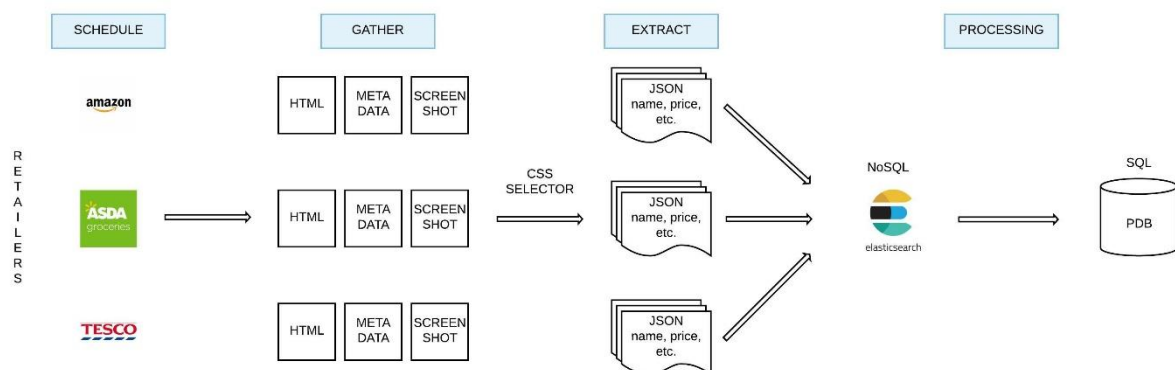 SCHEDULE
GATHER
EXTRACT
PROCESSING
RETAILERS
amazon
HTML
META
DATA
SCREEN
SHOT
JSON
name, price,
etc.
ASDA
groceries
HTML
META
DATA
SCREEN
SHOT
CSS
SELECTOR
JSON
name, price,
etc.
NoSQL
elasticsearch
SQL
PDB
TESCO
HTML
META
DATA
SCREEN
SHOT
JSON
name, price,
etc.